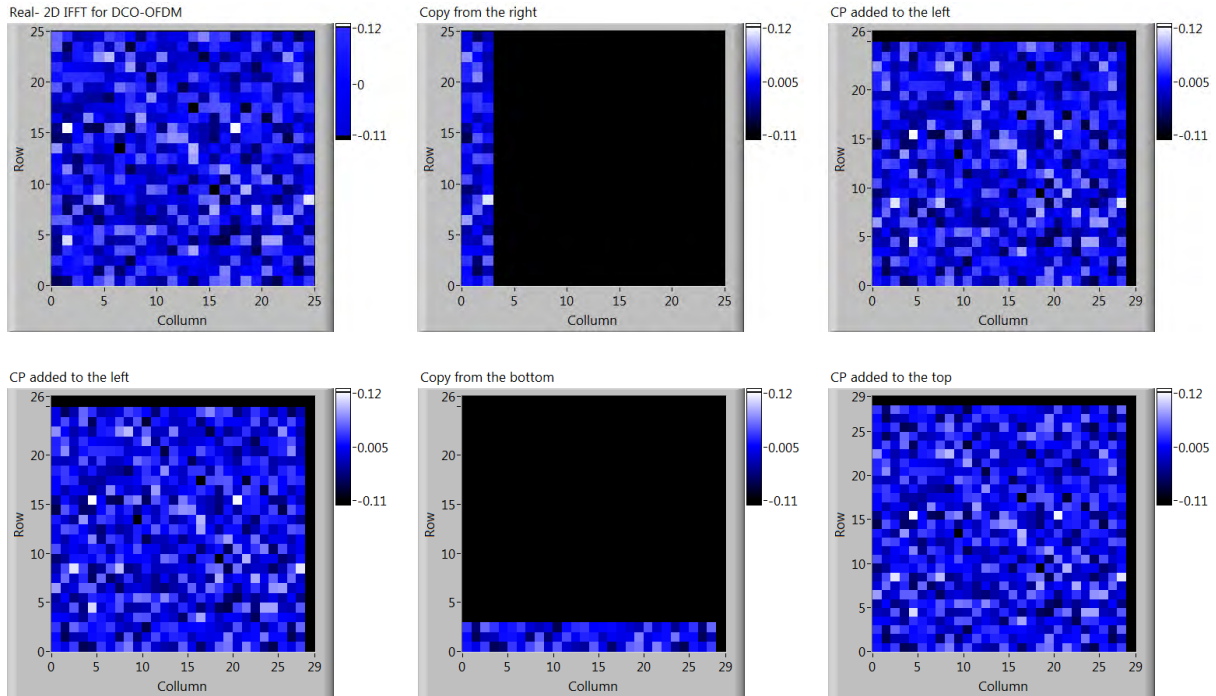 Real- 2D IFFT for DCO-OFDM
25
20
15
10
5
0
Row
0 5 10 15 20 25
Collumn
0.12
0
-0.11
Copy from the right
25
20
15
10
5
0
Row
0 5 10 15 20 25
Collumn
0.12
0.005
-0.11
CP added to the left
26
20
15
10
5
0
Row
0 5 10 15 20 25 29
Collumn
0.12
0.005
-0.11
CP added to the left
26
20
15
10
5
0
Row
0 5 10 15 20 25 29
Collumn
0.12
0.005
-0.11
Copy from the bottom
26
20
15
10
5
0
Row
0 5 10 15 20 25 29
Collumn
0.12
0.005
-0.11
CP added to the top
29
25
20
15
10
5
0
Row
0 5 10 15 20 25 29
Collumn
0.12
0.005
-0.11